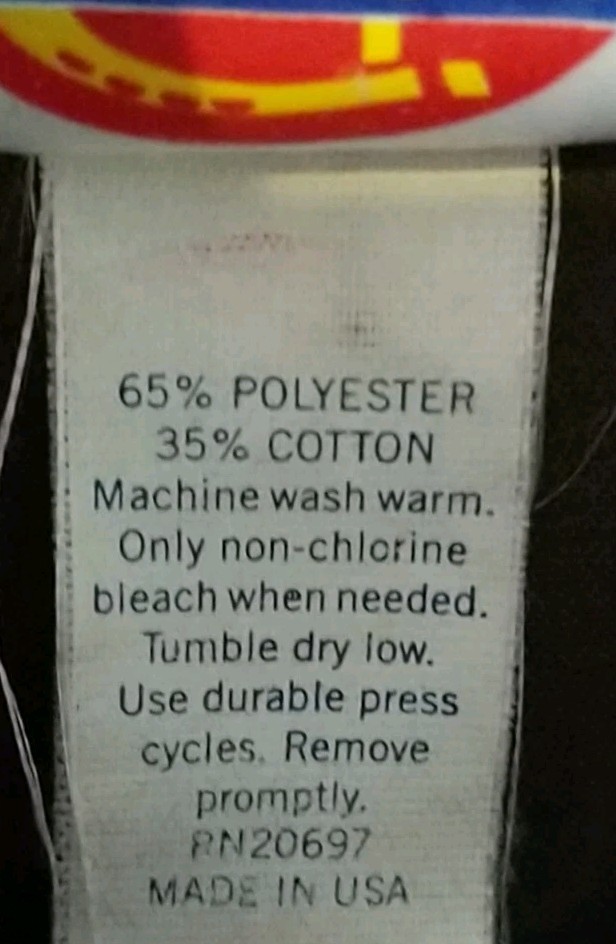 65% POLYESTER
35% COTTON
Machine wash warm.
Only non-chlorine
bleach when needed.
Tumble dry low.
Use durable press
cycles. Remove
promptly.
RN20697
MADE IN USA